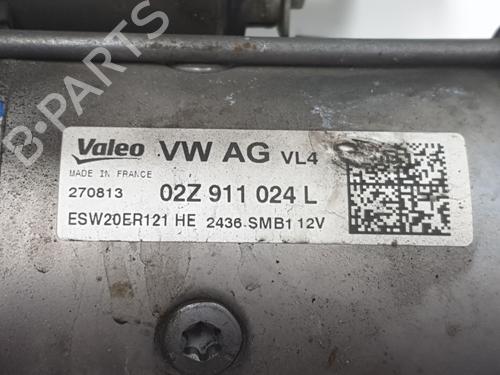 B-PARTS
Valeo VW AG VL4
MADE IN FRANCE
270813 02Z 911 024 L
ESW20ER121 HE 2436 SMB1 12V